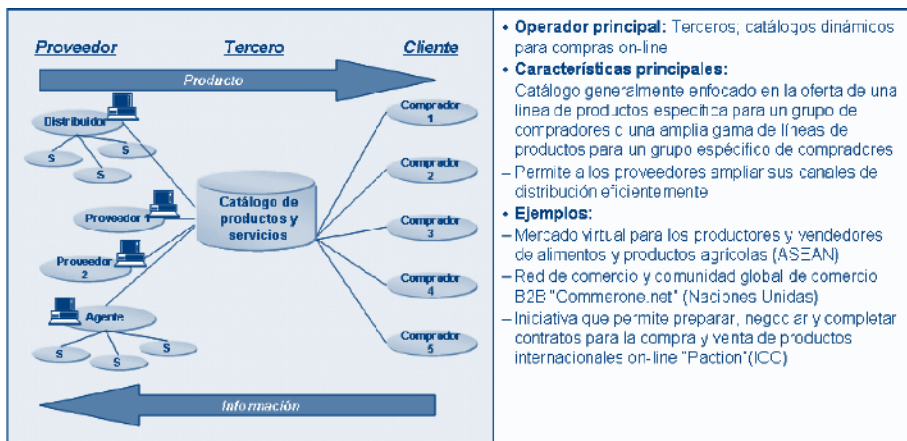 Proveedor
Tercero
Cliente
Producto
Distribuidor
S
S
S
Proveedor 1
Proveedor
2
Agente
S
S
S
Catálogo de
productos y
servicios
Comprador
1
Comprador
2
Comprador
3
Comprador
4
Comprador
5
Información
• Operador principal: Terceros; catálogos dinámicos
para compras on-line
• Características principales:
Catálogo generalmente enfocado en la oferta de una
línea de productos específica para un grupo de
compradores o una amplia gama de líneas de
productos para un grupo espécífico de compradores
– Permite a los proveedores ampliar sus canales de
distribución eficientemente
• Ejemplos:
– Mercado virtual para los productores y vendedores
de alimentos y productos agrícolas (ASEAN)
– Red de comercio y comunidad global de comercio
B2B "Commerone.net" (Naciones Unidas)
– Iniciativa que permite preparar, negociar y completar
contratos para la compra y venta de productos
internacionales on-line "Paction"(ICC)